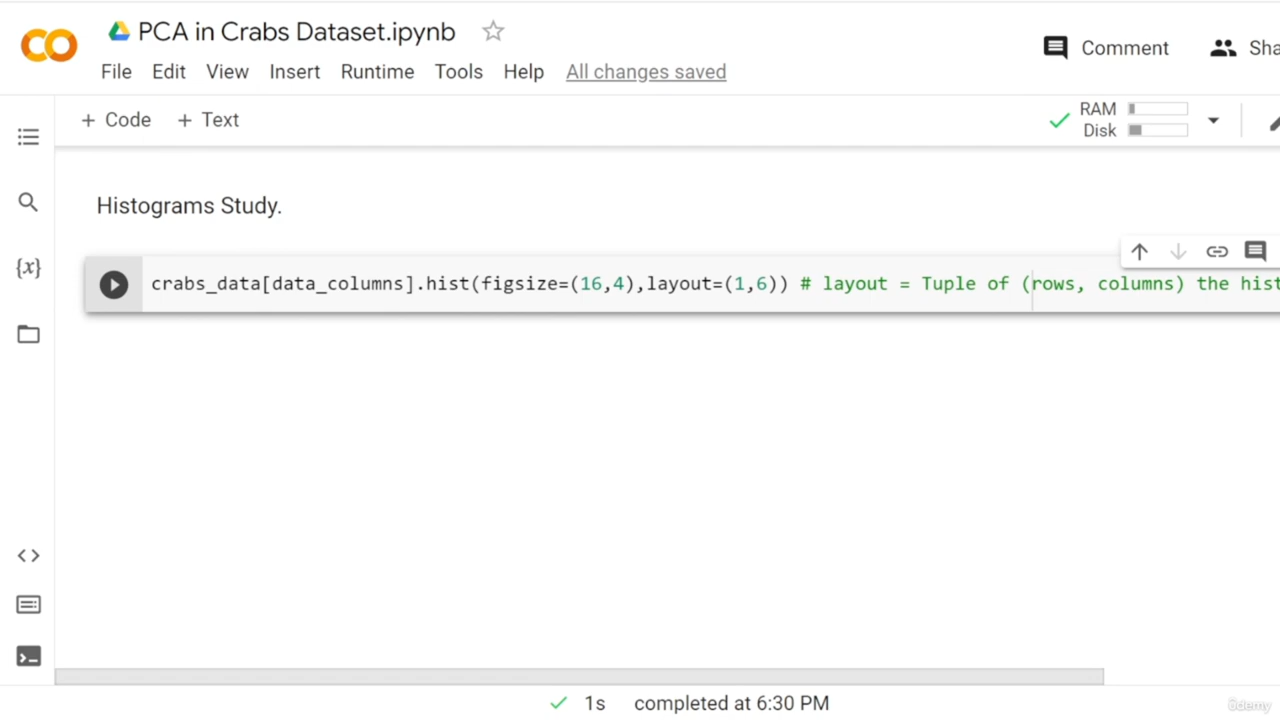 PCA in Crabs Dataset.ipynb
Comment
File Edit View Insert Runtime Tools Help All changes saved
+ Code + Text
RAM
Disk
{x}
Histograms Study.
crabs_data[data_columns].hist(figsize=(16,4),layout=(1,6)) # layout = Tuple of (rows, columns) the hist
1s completed at 6:30 PM
ûdemy